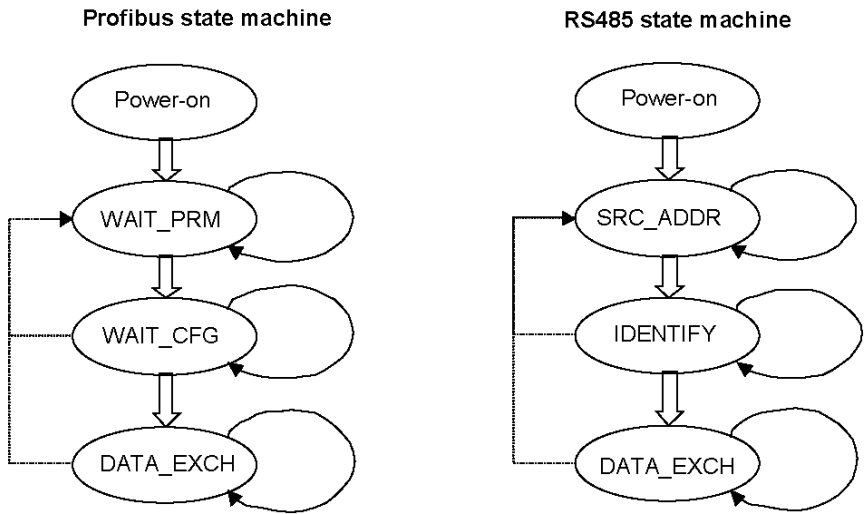 Profibus state machine
Power-on
WAIT_PRM
WAIT_CFG
DATA_EXCH
RS485 state machine
Power-on
SRC_ADDR
IDENTIFY
DATA_EXCH